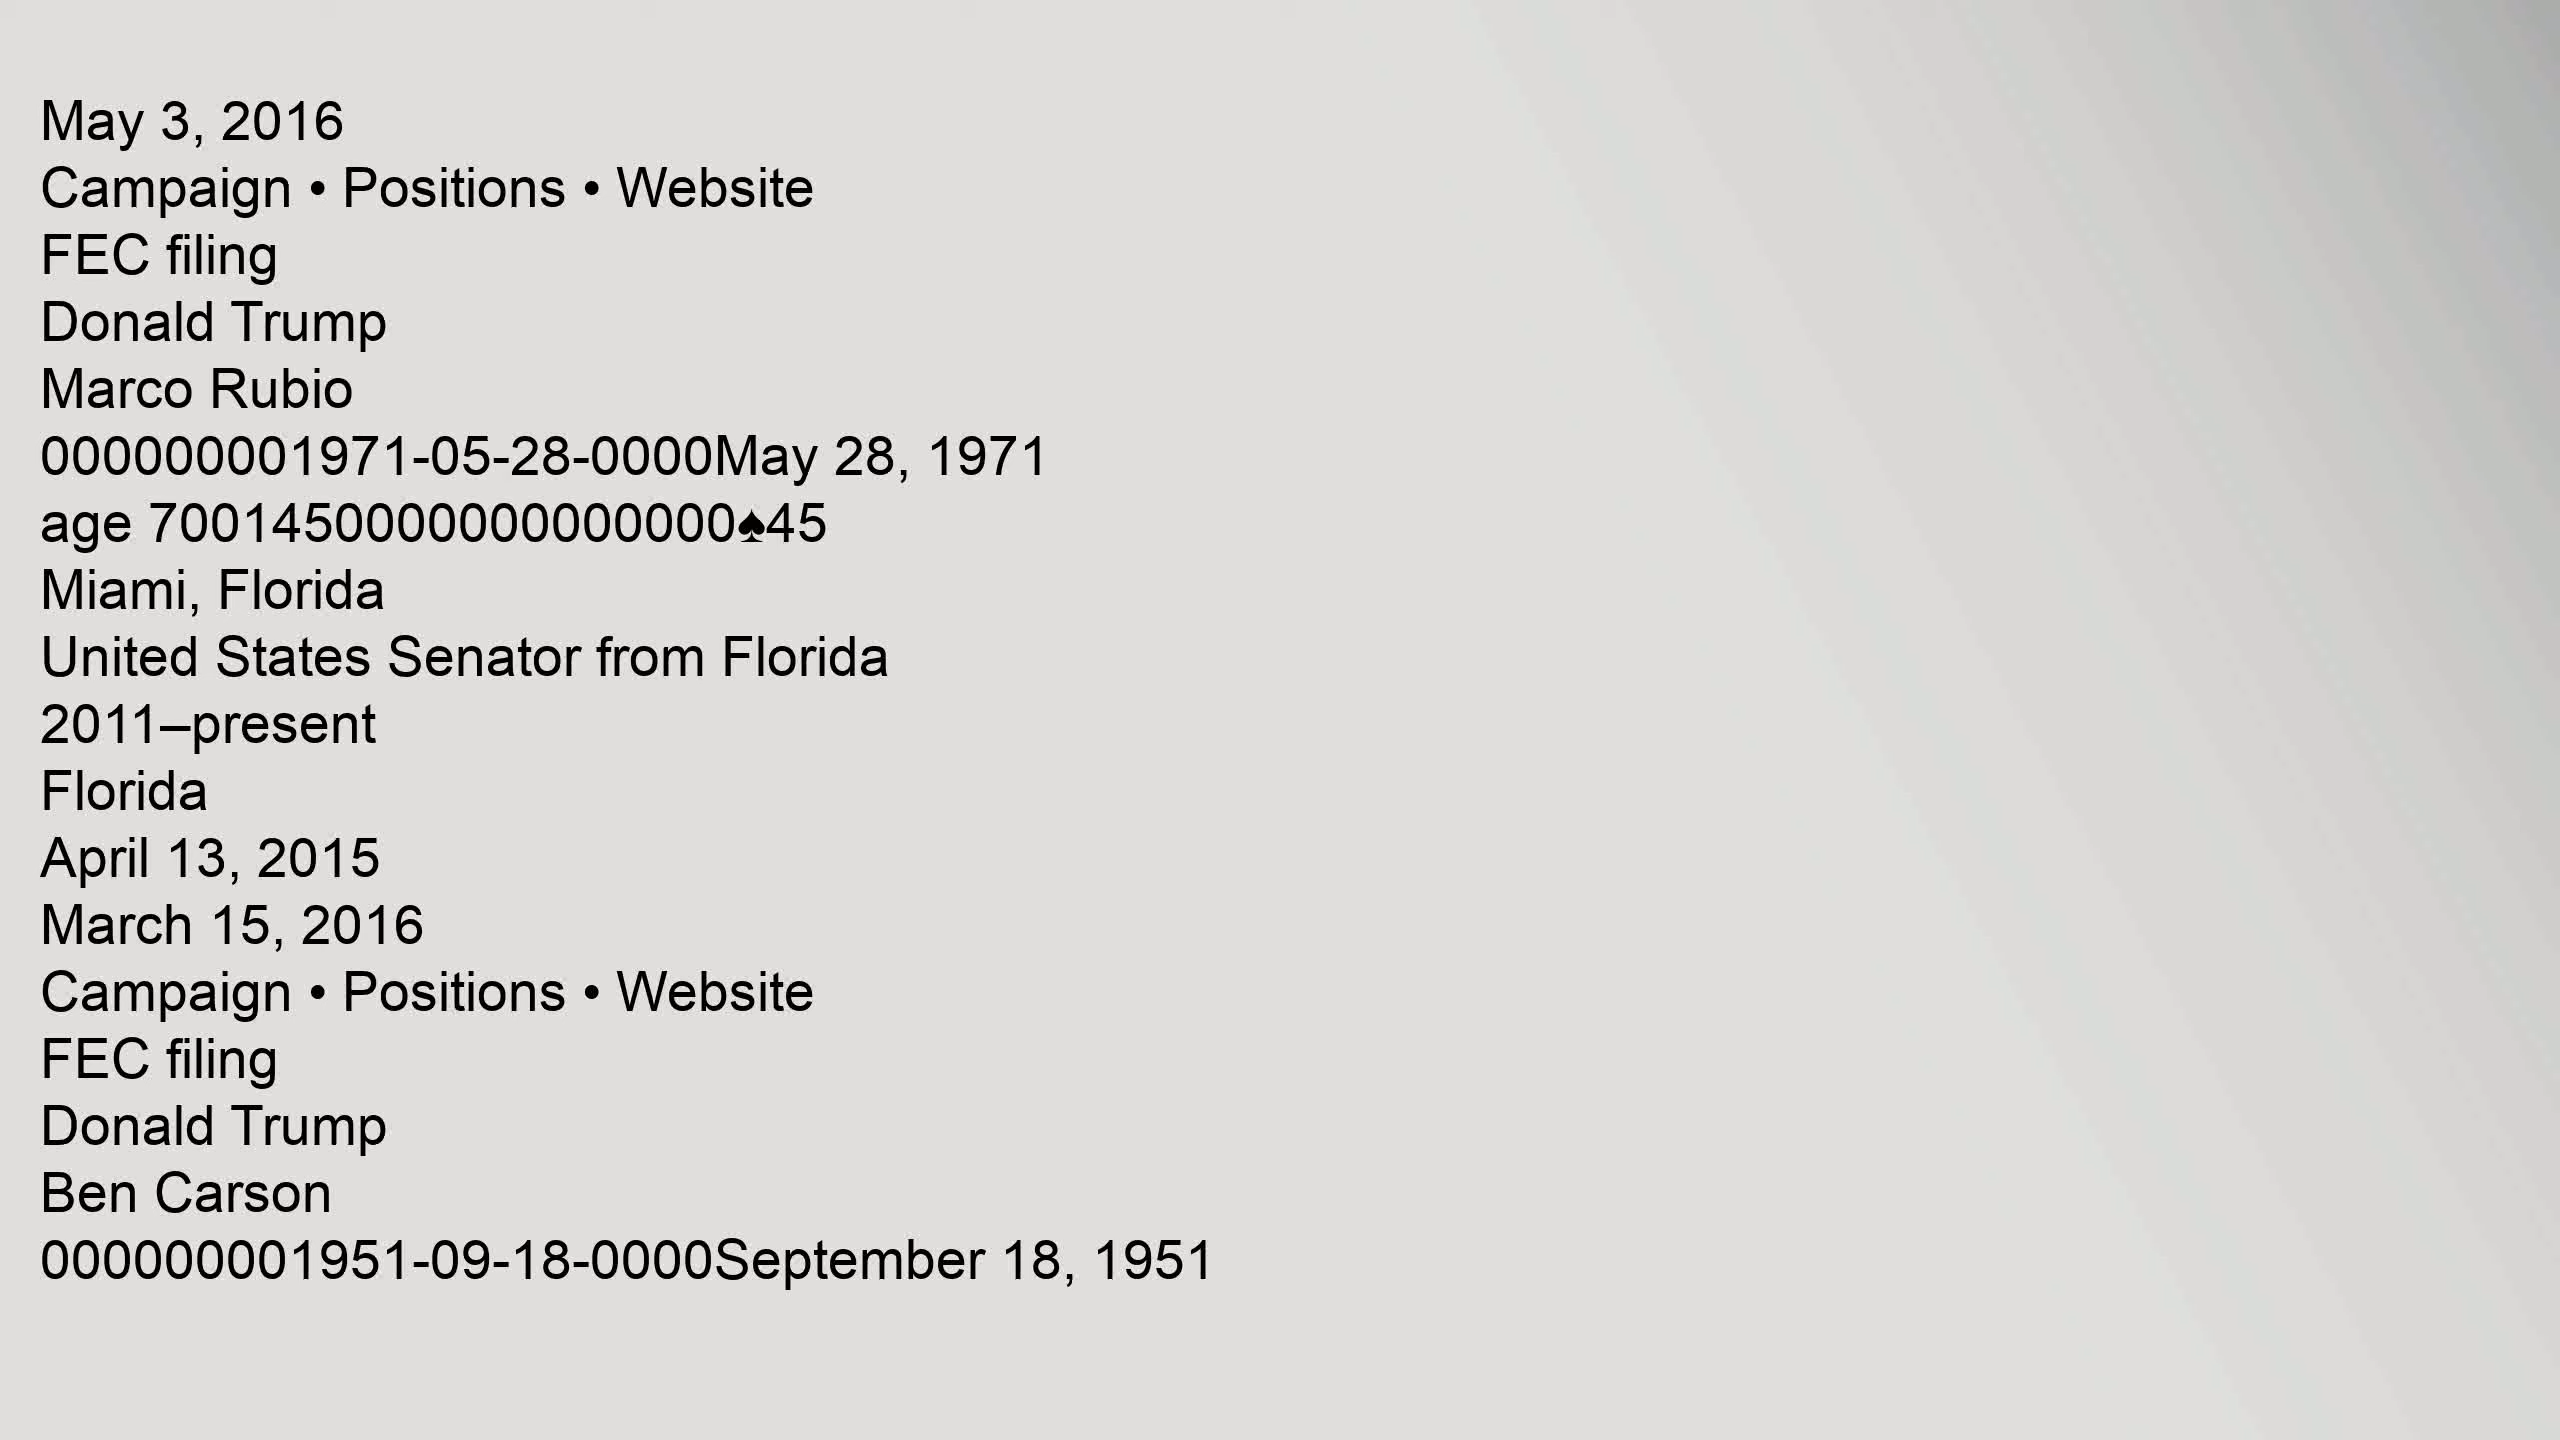 May 3, 2016
Campaign • Positions • Website
FEC filing
Donald Trump
Marco Rubio
000000001971-05-28-0000May 28, 1971
age 7001450000000000000♠45
Miami, Florida
United States Senator from Florida
2011–present
Florida
April 13, 2015
March 15, 2016
Campaign • Positions • Website
FEC filing
Donald Trump
Ben Carson
000000001951-09-18-0000September 18, 1951